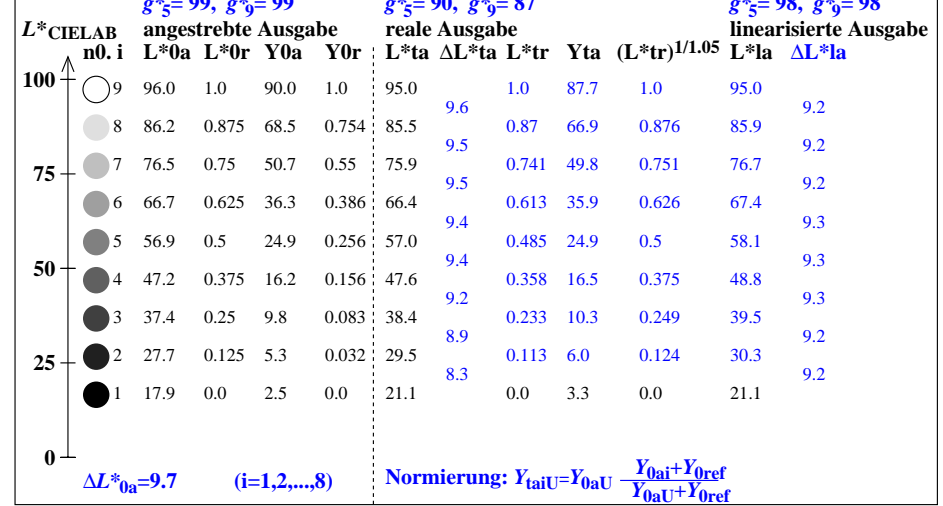 g*5= 99, g*9= 99 g*5= 90, g*9= 87 g*5= 98, g*9= 98
L*CIELAB angestrebte Ausgabe reale Ausgabe linearisierte Ausgabe
n0. i L*0a L*0r Y0a Y0r L*ta ΔL*ta L*tr Yta (L*tr)1/1.05 L*la ΔL*la
100 9 96.0 1.0 90.0 1.0 95.0 1.0 87.7 1.0 95.0
9.6 9.2
8 86.2 0.875 68.5 0.754 85.5 0.87 66.9 0.876 85.9
9.5 9.2
75 7 76.5 0.75 50.7 0.55 75.9 0.741 49.8 0.751 76.7
9.5 9.2
6 66.7 0.625 36.3 0.386 66.4 0.613 35.9 0.626 67.4
9.4 9.3
5 56.9 0.5 24.9 0.256 57.0 0.485 24.9 0.5 58.1
9.4 9.3
50 4 47.2 0.375 16.2 0.156 47.6 0.358 16.5 0.375 48.8
9.2 9.3
3 37.4 0.25 9.8 0.083 38.4 0.233 10.3 0.249 39.5
8.9 9.2
25 2 27.7 0.125 5.3 0.032 29.5 0.113 6.0 0.124 30.3
8.3 9.2
1 17.9 0.0 2.5 0.0 21.1 0.0 3.3 0.0 21.1
0
ΔL*0a=9.7 (i=1,2,...,8) Normierung: YtaiU=Y0aU Y0ai+Y0ref
Y0aU+Y0ref